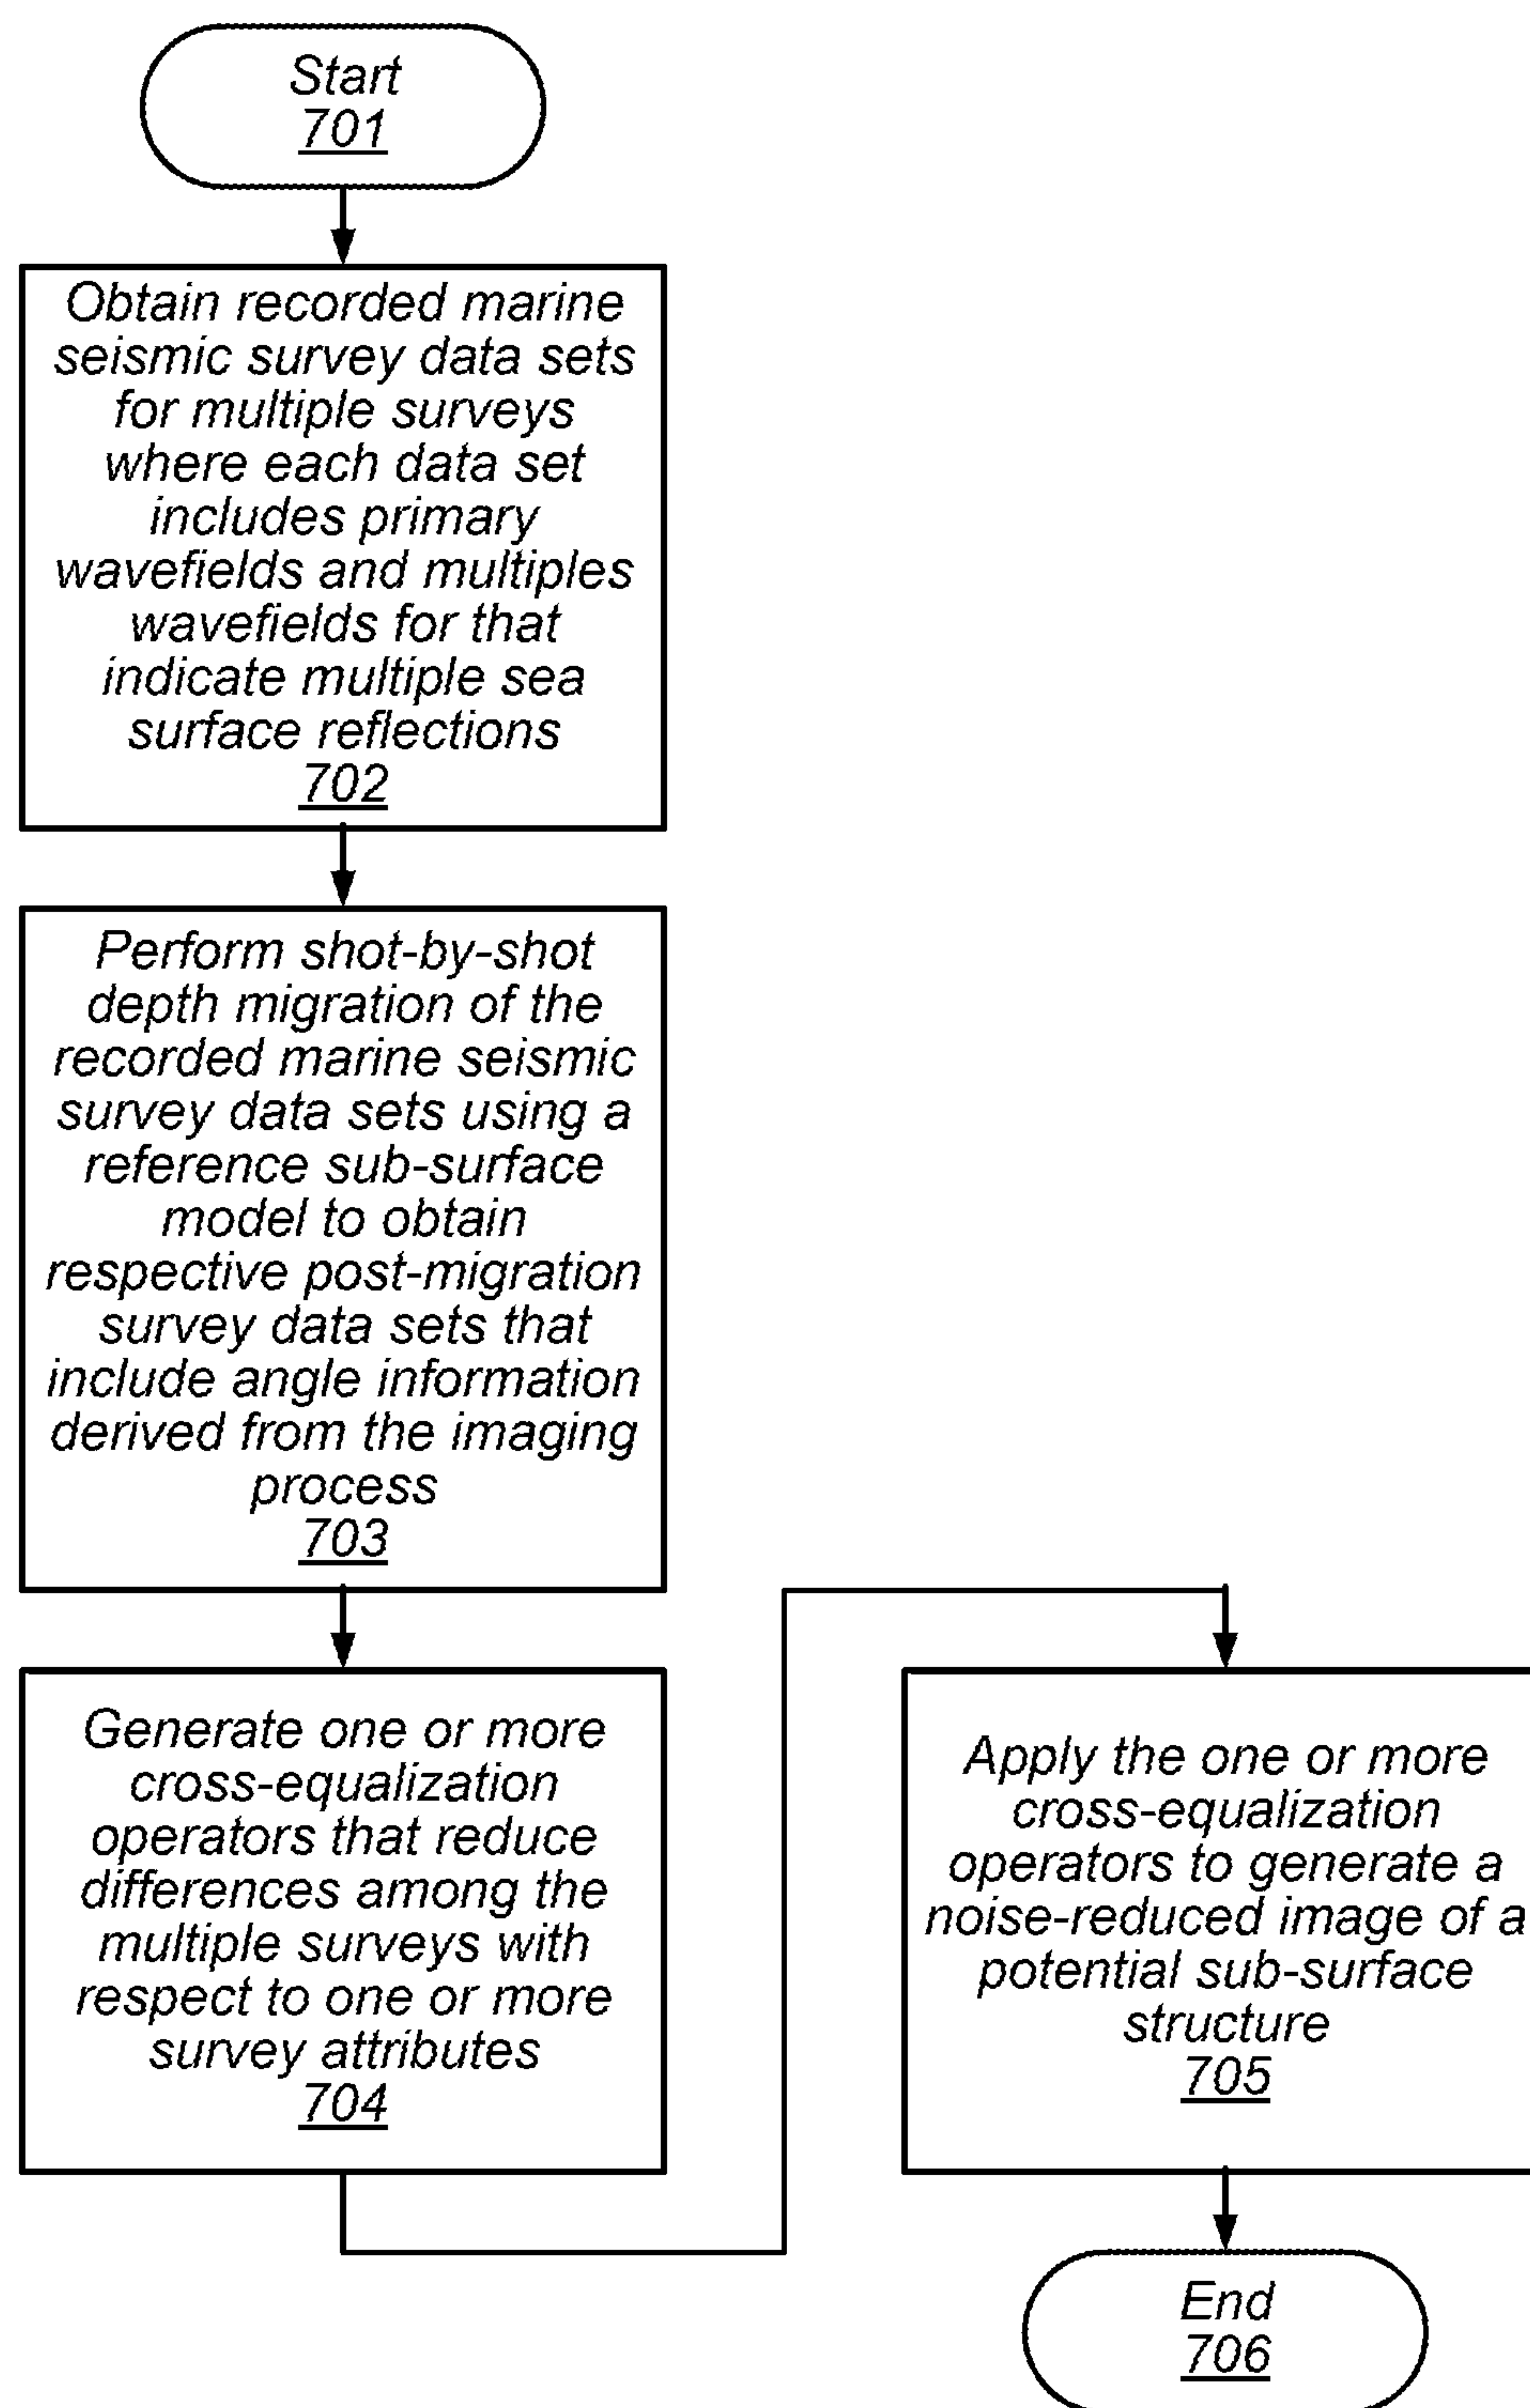 Start
701
Obtain recorded marine
seismic survey data sets
for multiple surveys
where each data set
includes primary
wavefields and multiples
wavefields for that
indicate multiple sea
surface reflections
702
Perform shot-by-shot
depth migration of the
recorded marine seismic
survey data sets using a
reference sub-surface
model to obtain
respective post-migration
survey data sets that
include angle information
derived from the imaging
process
703
Generate one or more
cross-equalization
operators that reduce
differences among the
multiple surveys with
respect to one or more
survey attributes
704
Apply the one or more
cross-equalization
operators to generate a
noise-reduced image of a
potential sub-surface
structure
705
End
706